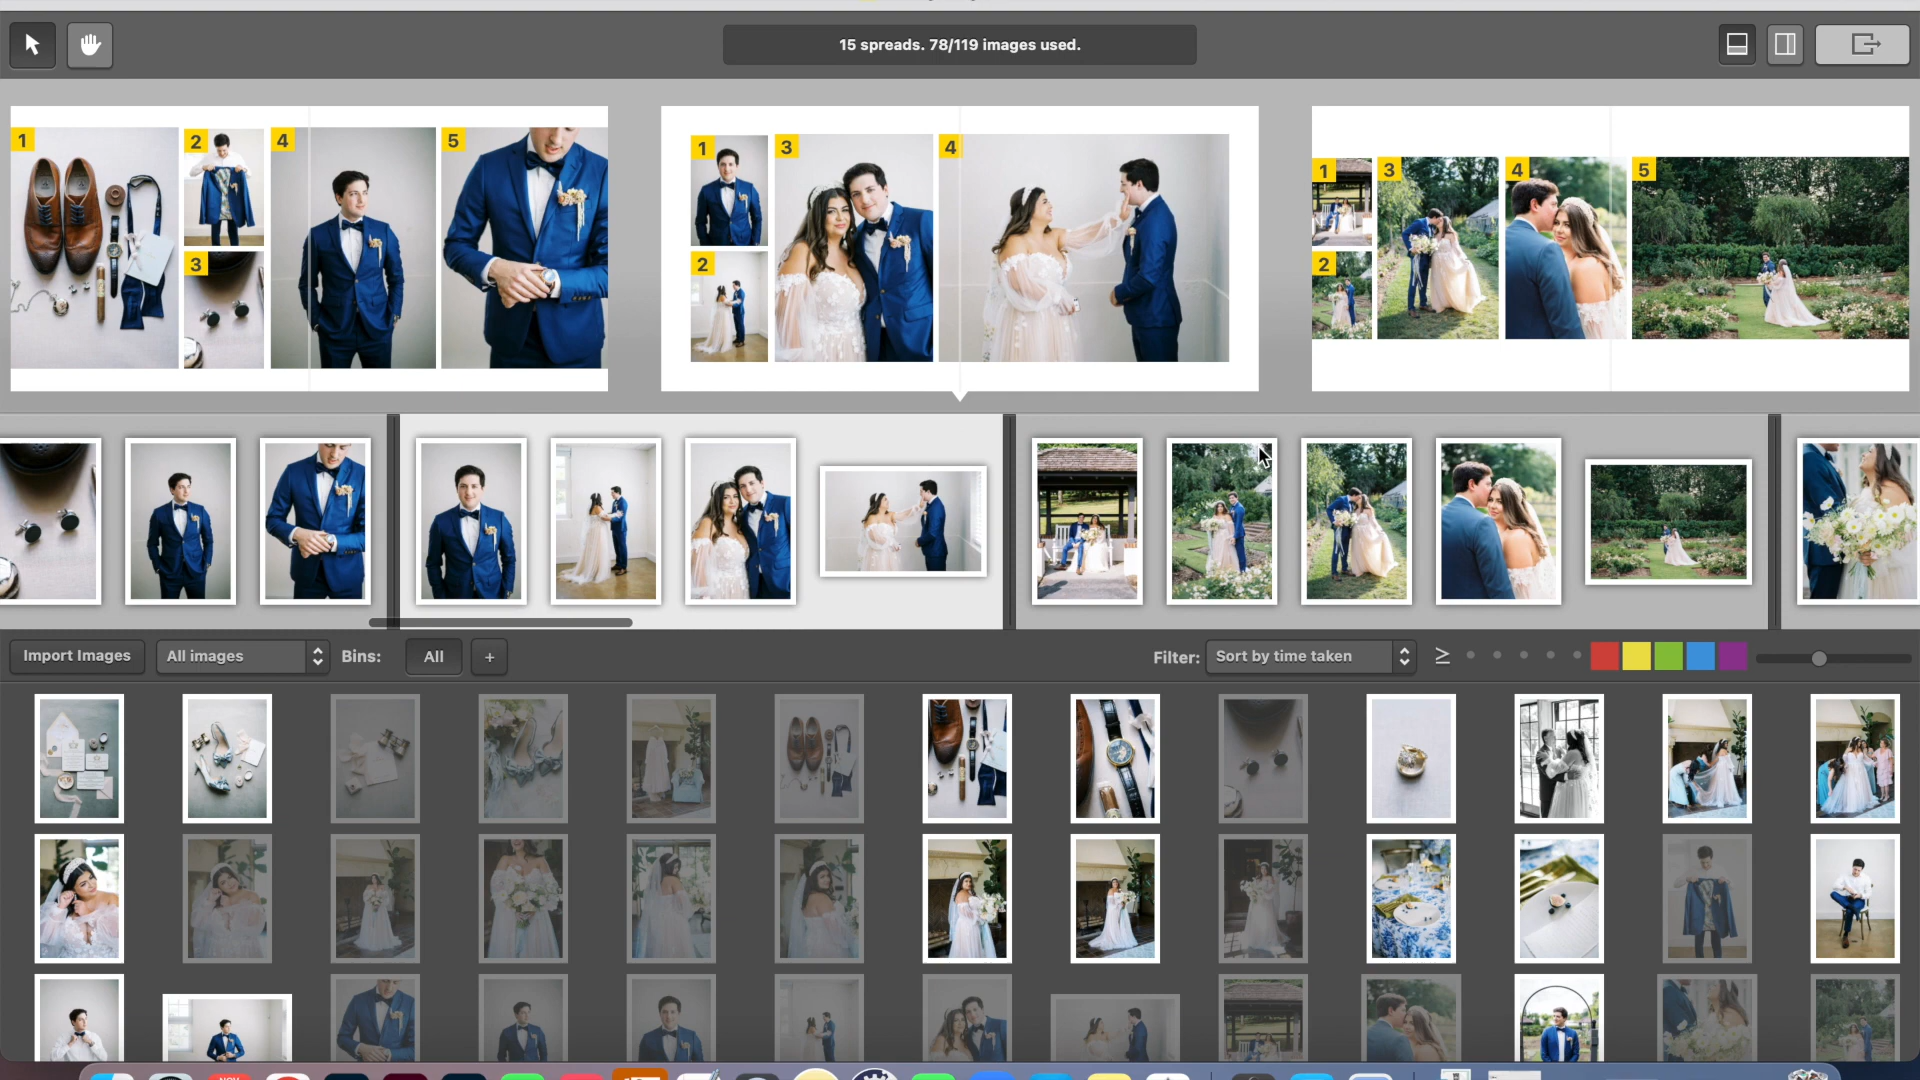 15 spreads. 78/119 images used.
1
2
3
4
5
1
2
3
4
1
2
3
4
5
Import Images
All images
Bins:
All
+
Filter:
Sort by time taken
≥
NOV